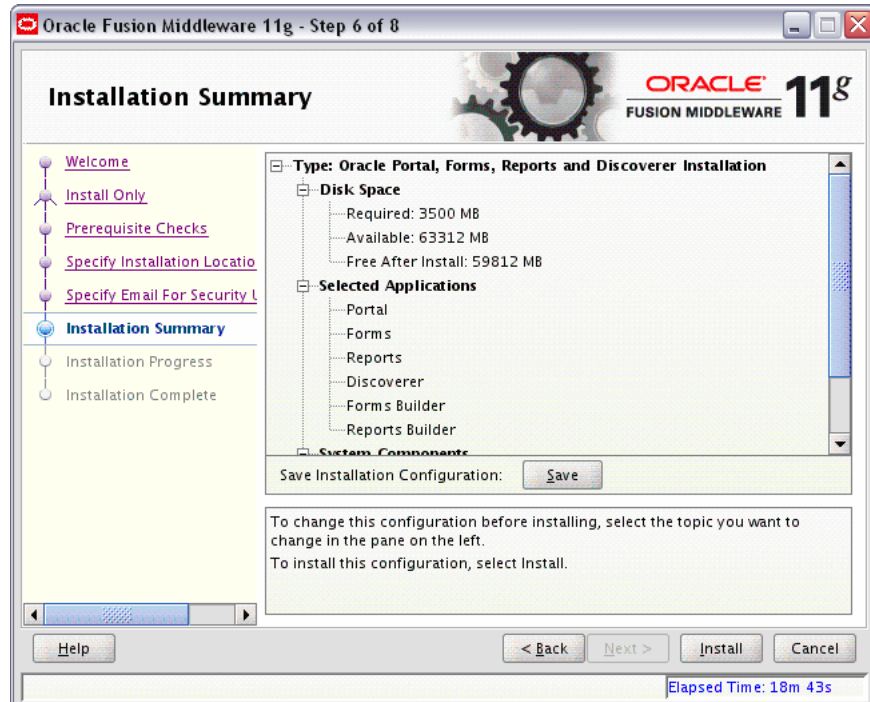 Oracle Fusion Middleware 11g - Step 6 of 8
Installation Summary
ORACLE
FUSION MIDDLEWARE
11g
Welcome
Install Only
Prerequisite Checks
Specify Installation Locatio
Specify Email For Security U
Installation Summary
Installation Progress
Installation Complete
Type: Oracle Portal, Forms, Reports and Discoverer Installation
Disk Space
Required: 3500 MB
Available: 63312 MB
Free After Install: 59812 MB
Selected Applications
Portal
Forms
Reports
Discoverer
Forms Builder
Reports Builder
System Components
Save Installation Configuration: Save
To change this configuration before installing, select the topic you want to
change in the pane on the left.
To install this configuration, select Install.
Help < Back Next > Install Cancel
Elapsed Time: 18m 43s